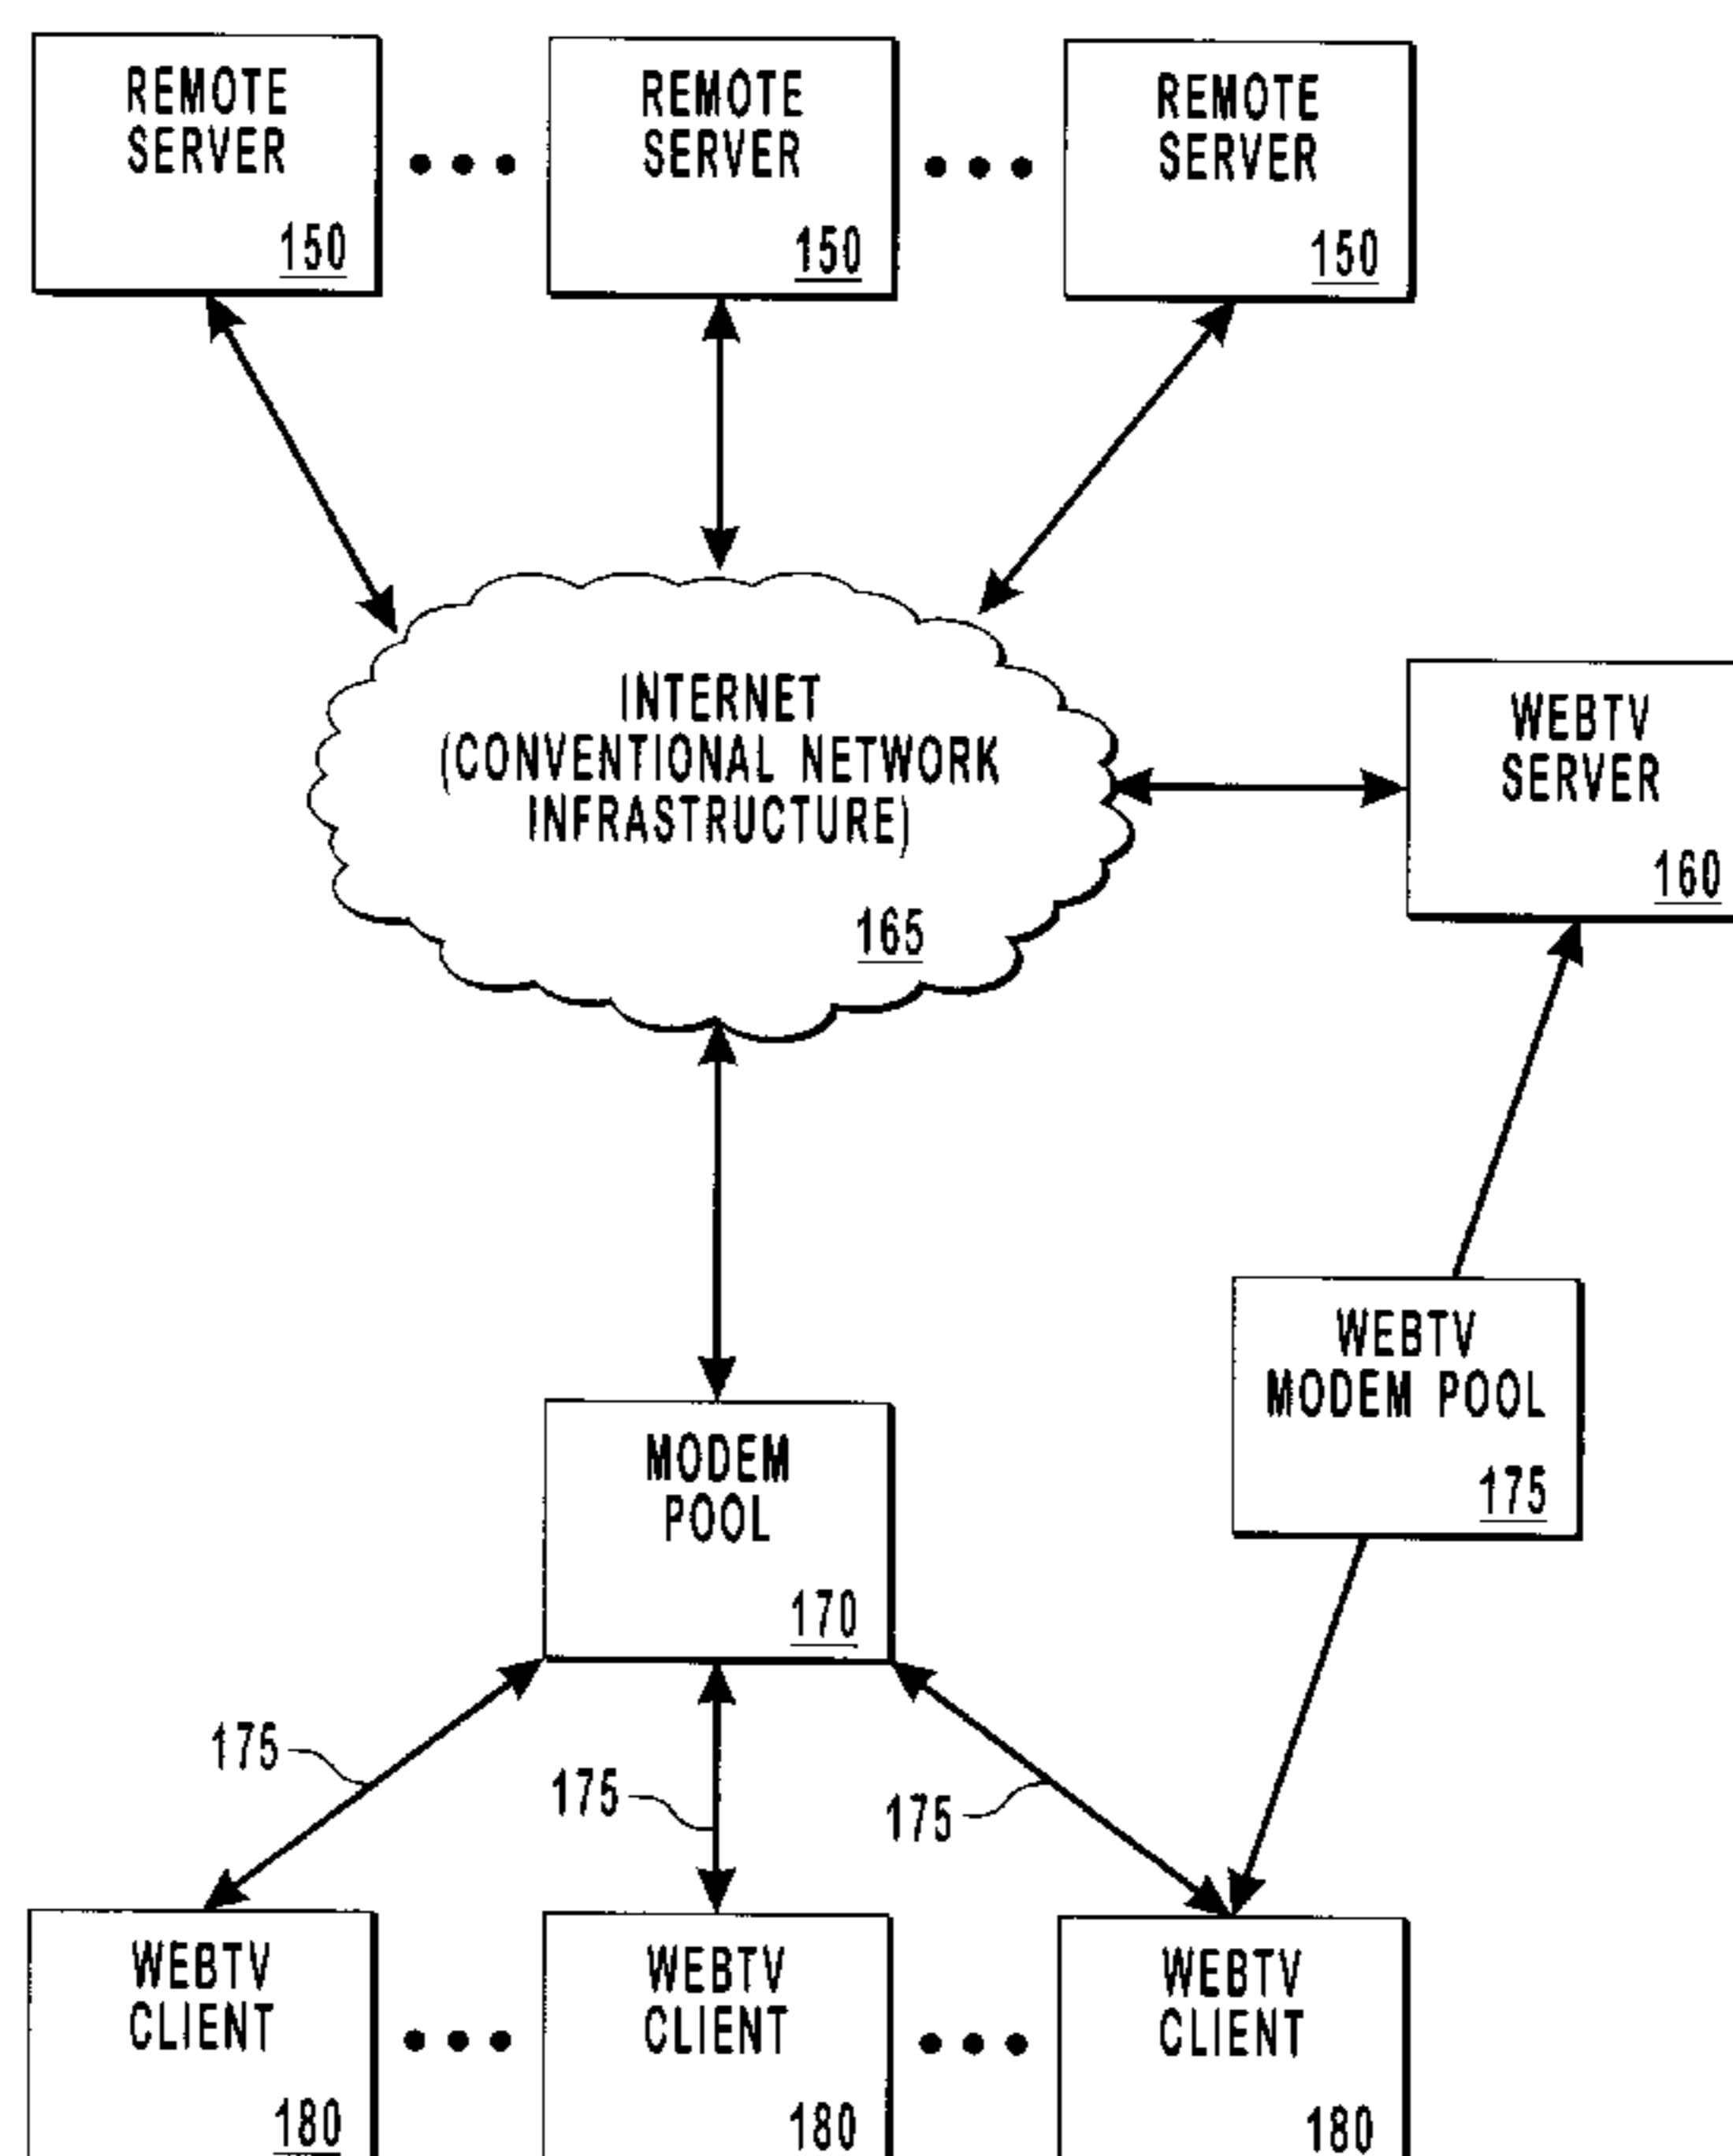 REMOTE
SERVER
150
REMOTE
SERVER
150
REMOTE
SERVER
150
INTERNET
(CONVENTIONAL NETWORK
INFRASTRUCTURE)
165
WEBTV
SERVER
160
WEBTV
MODEM POOL
175
MODEM
POOL
170
175
175
175
WEBTV
CLIENT
180
WEBTV
CLIENT
180
WEBTV
CLIENT
180